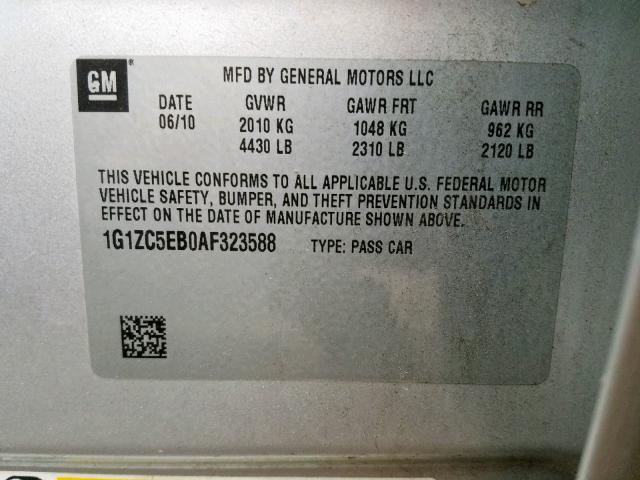 GM ® MFD BY GENERAL MOTORS LLC
DATE GVWR GAWR FRT GAWR RR
06/10 2010 KG 1048 KG 962 KG
4430 LB 2310 LB 2120 LB
THIS VEHICLE CONFORMS TO ALL APPLICABLE U.S. FEDERAL MOTOR
VEHICLE SAFETY, BUMPER, AND THEFT PREVENTION STANDARDS IN
EFFECT ON THE DATE OF MANUFACTURE SHOWN ABOVE.
1G1ZC5EB0AF323588 TYPE: PASS CAR